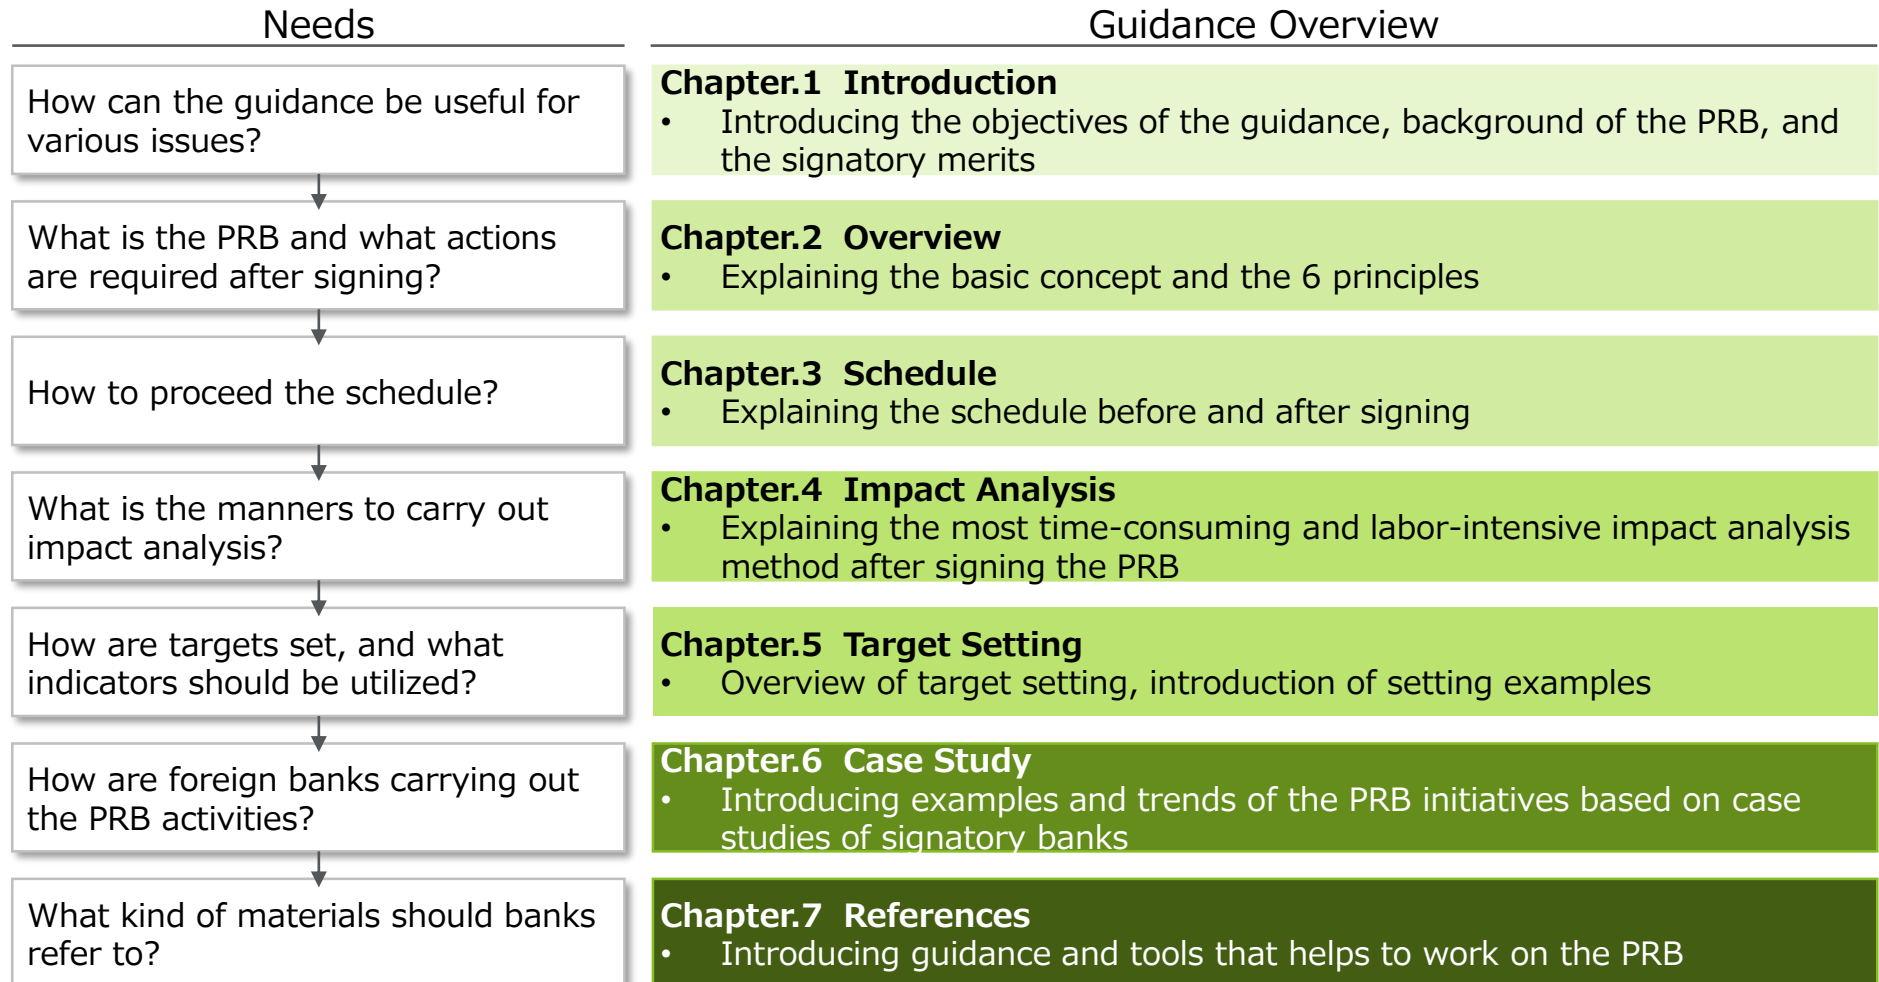 Needs
Guidance Overview
How can the guidance be useful for
various issues?
Chapter.1 Introduction
• Introducing the objectives of the guidance, background of the PRB, and
the signatory merits
What is the PRB and what actions
are required after signing?
Chapter.2 Overview
• Explaining the basic concept and the 6 principles
How to proceed the schedule?
Chapter.3 Schedule
• Explaining the schedule before and after signing
What is the manners to carry out
impact analysis?
Chapter.4 Impact Analysis
• Explaining the most time-consuming and labor-intensive impact analysis
method after signing the PRB
How are targets set, and what
indicators should be utilized?
Chapter.5 Target Setting
• Overview of target setting, introduction of setting examples
How are foreign banks carrying out
the PRB activities?
Chapter.6 Case Study
• Introducing examples and trends of the PRB initiatives based on case
studies of signatory banks
What kind of materials should banks
refer to?
Chapter.7 References
• Introducing guidance and tools that helps to work on the PRB